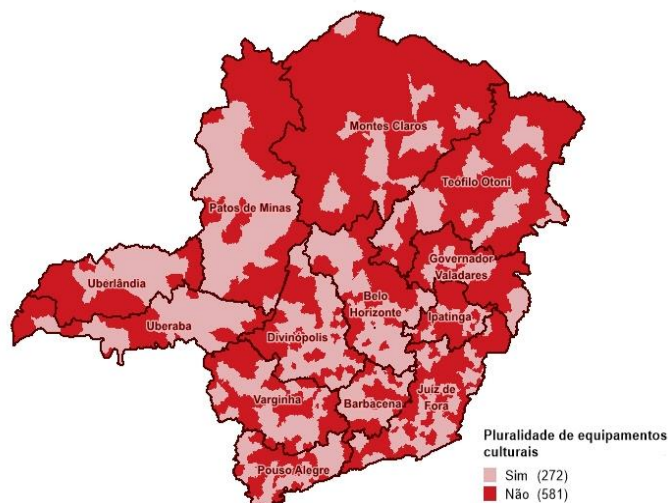 Montes Claros
Teófilo Otoni
Patos de Minas
Governador
Valadares
Uberlândia
Belo
Horizonte
Ipatinga
Uberaba
Divinópolis
Juiz de
Fora
Varginha
Barbacena
Pouso Alegre
Pluralidade de equipamentos
culturais
Sim (272)
Não (581)